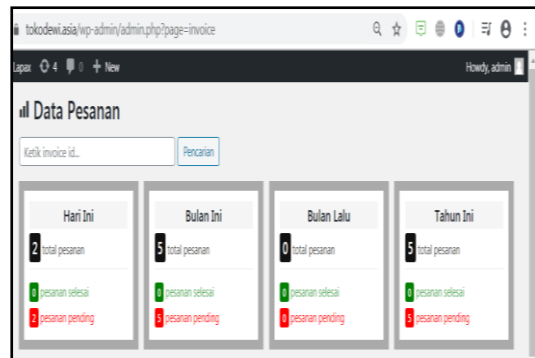 tokodewi.asia/wp-admin/admin.php?page=invoice
Lapax 4 0 + New Howdy, admin
Data Pesanan
Ketik invoice id... Pencarian
Hari Ini Bulan Ini Bulan Lalu Tahun Ini
2 total pesanan 5 total pesanan 0 total pesanan 5 total pesanan
0 pesanan selesai 0 pesanan selesai 0 pesanan selesai 0 pesanan selesai
2 pesanan pending 5 pesanan pending 0 pesanan pending 5 pesanan pending